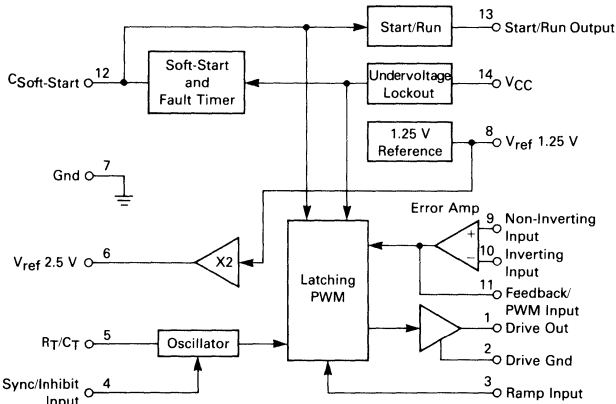 13
Start/Run
Start/Run Output
CSoft-Start
12
Soft-Start
and
Fault Timer
Undervoltage
Lockout
14
VCC
1.25 V
Reference
8
Vref 1.25 V
7
Gnd
Error Amp
9
Non-Inverting
Input
+
10
Inverting
Input
−
11
Feedback/
PWM Input
Vref 2.5 V
6
X2
Latching
PWM
1
Drive Out
2
Drive Gnd
RT/CT
5
Oscillator
Sync/Inhibit
Input
4
3
Ramp Input